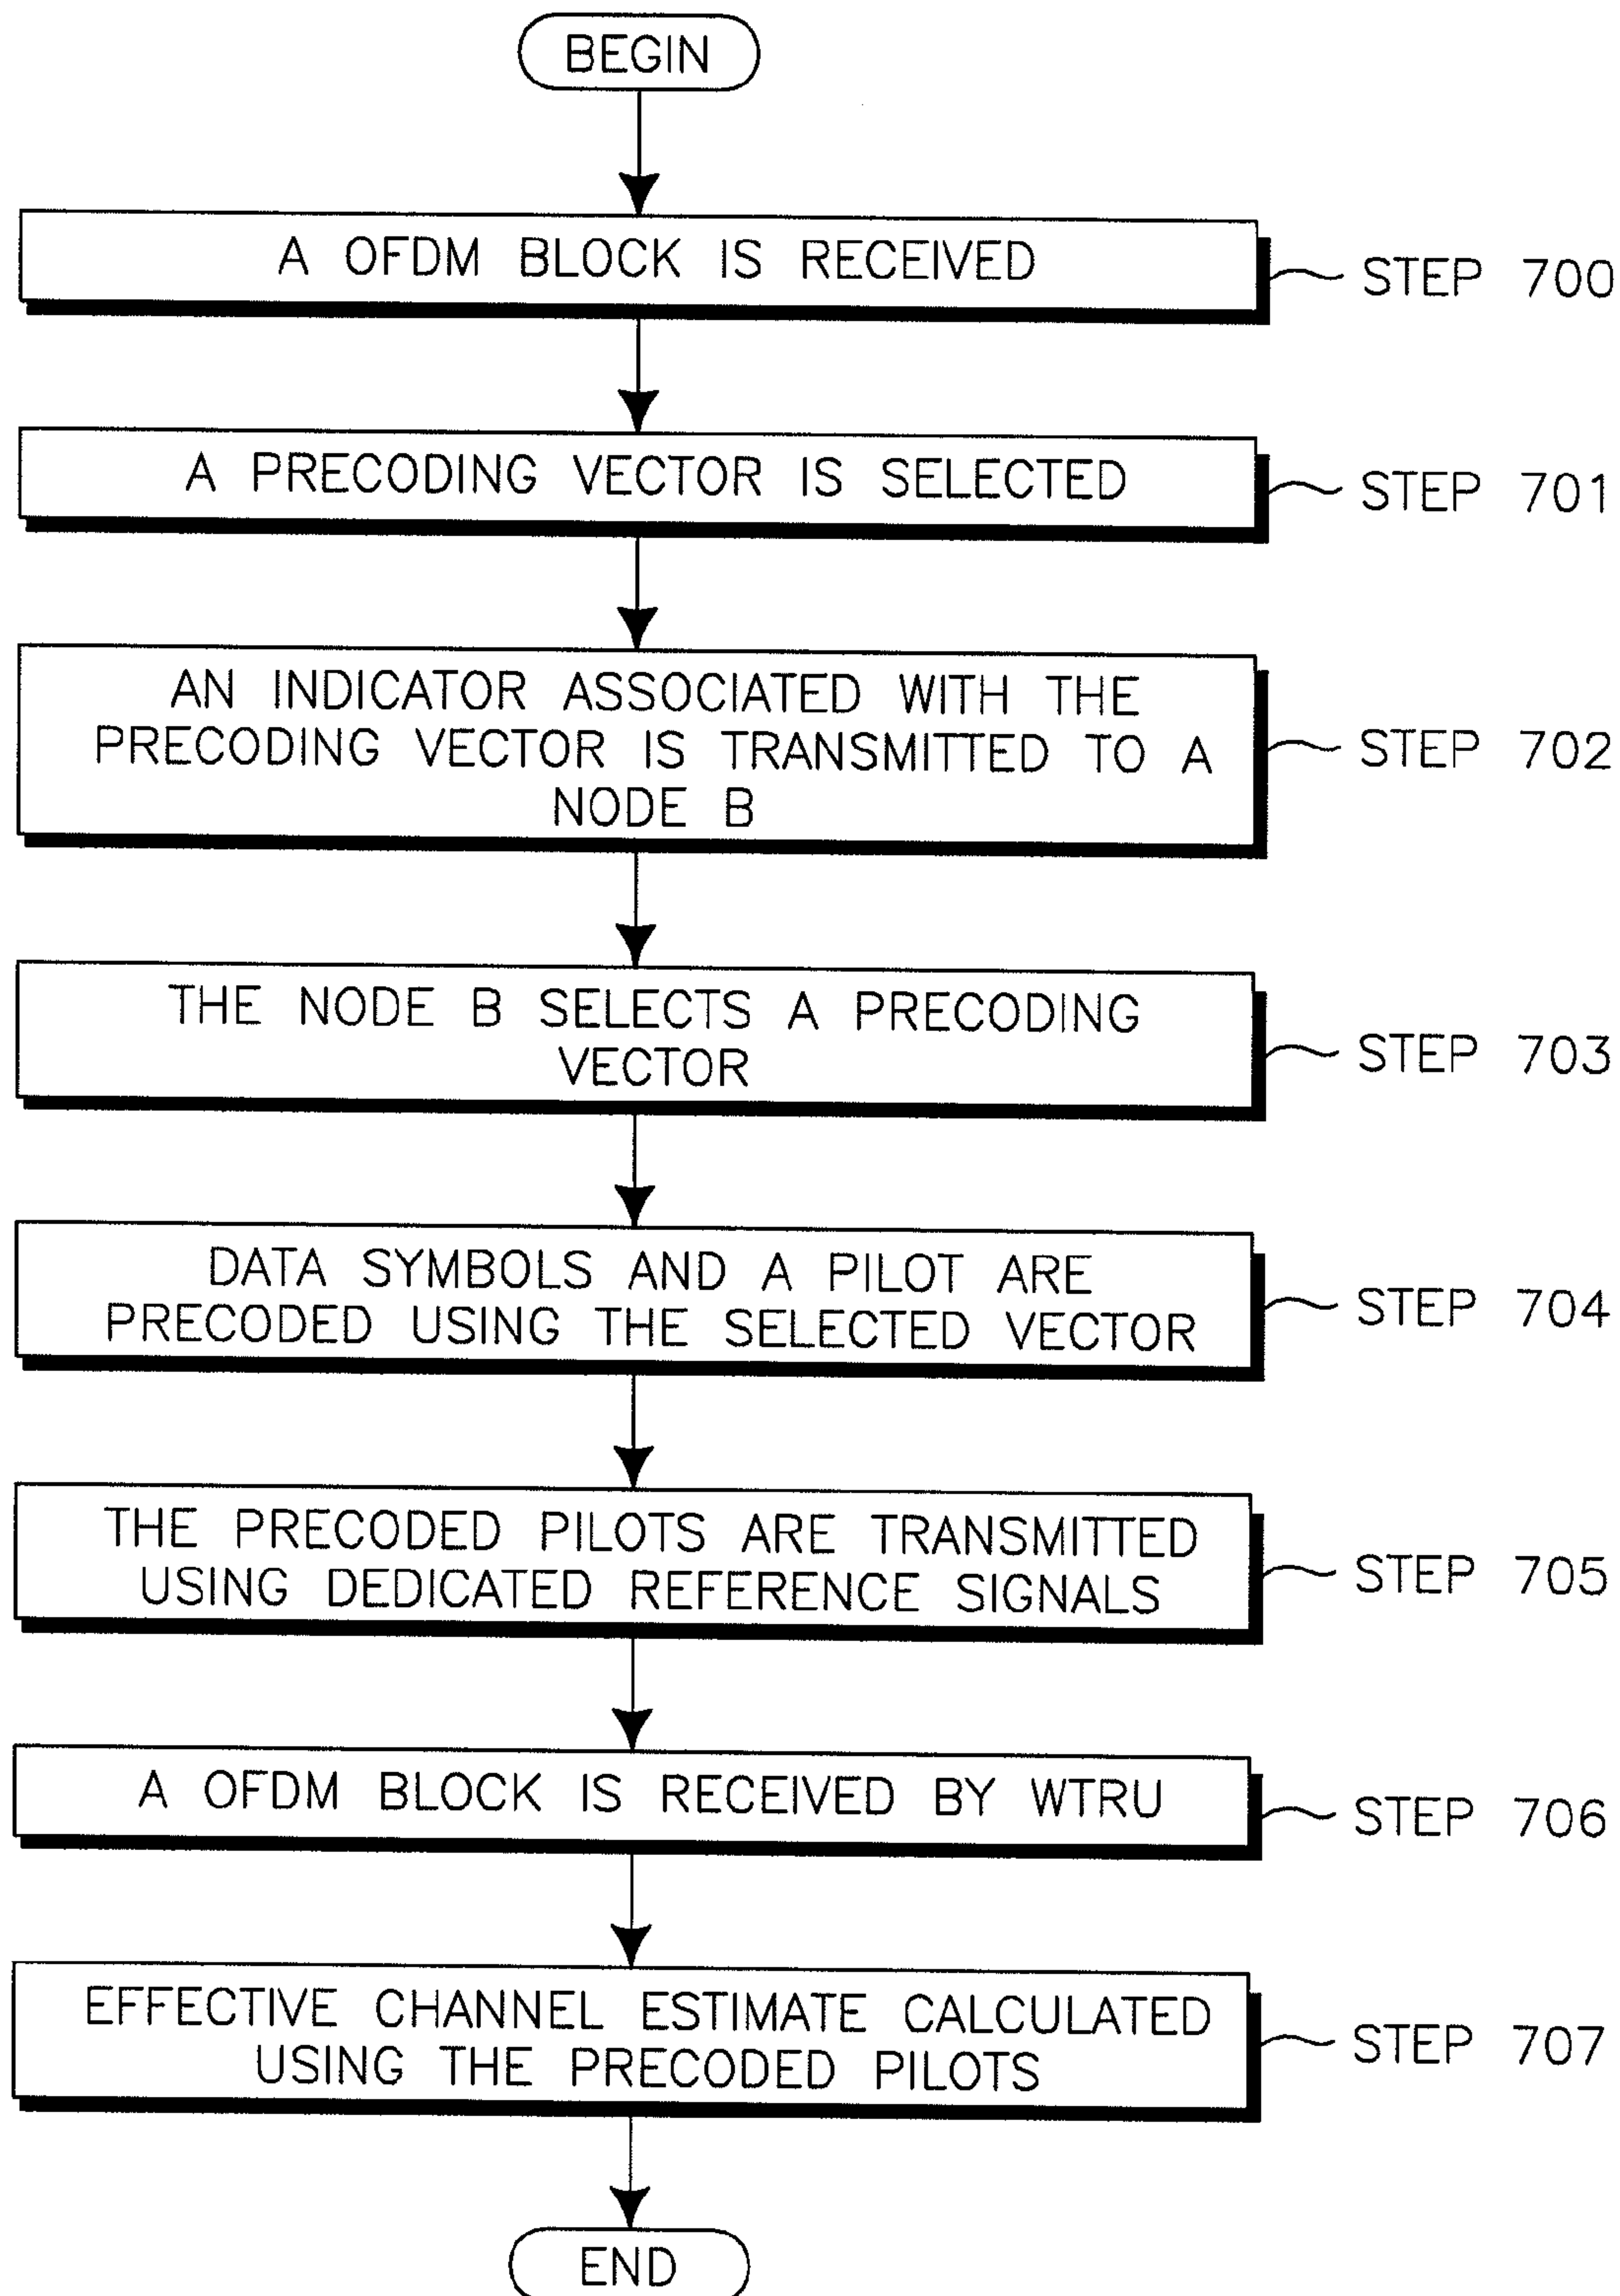 BEGIN
A OFDM BLOCK IS RECEIVED
STEP 700
A PRECODING VECTOR IS SELECTED
STEP 701
AN INDICATOR ASSOCIATED WITH THE
PRECODING VECTOR IS TRANSMITTED TO A
NODE B
STEP 702
THE NODE B SELECTS A PRECODING
VECTOR
STEP 703
DATA SYMBOLS AND A PILOT ARE
PRECODED USING THE SELECTED VECTOR
STEP 704
THE PRECODED PILOTS ARE TRANSMITTED
USING DEDICATED REFERENCE SIGNALS
STEP 705
A OFDM BLOCK IS RECEIVED BY WTRU
STEP 706
EFFECTIVE CHANNEL ESTIMATE CALCULATED
USING THE PRECODED PILOTS
STEP 707
END